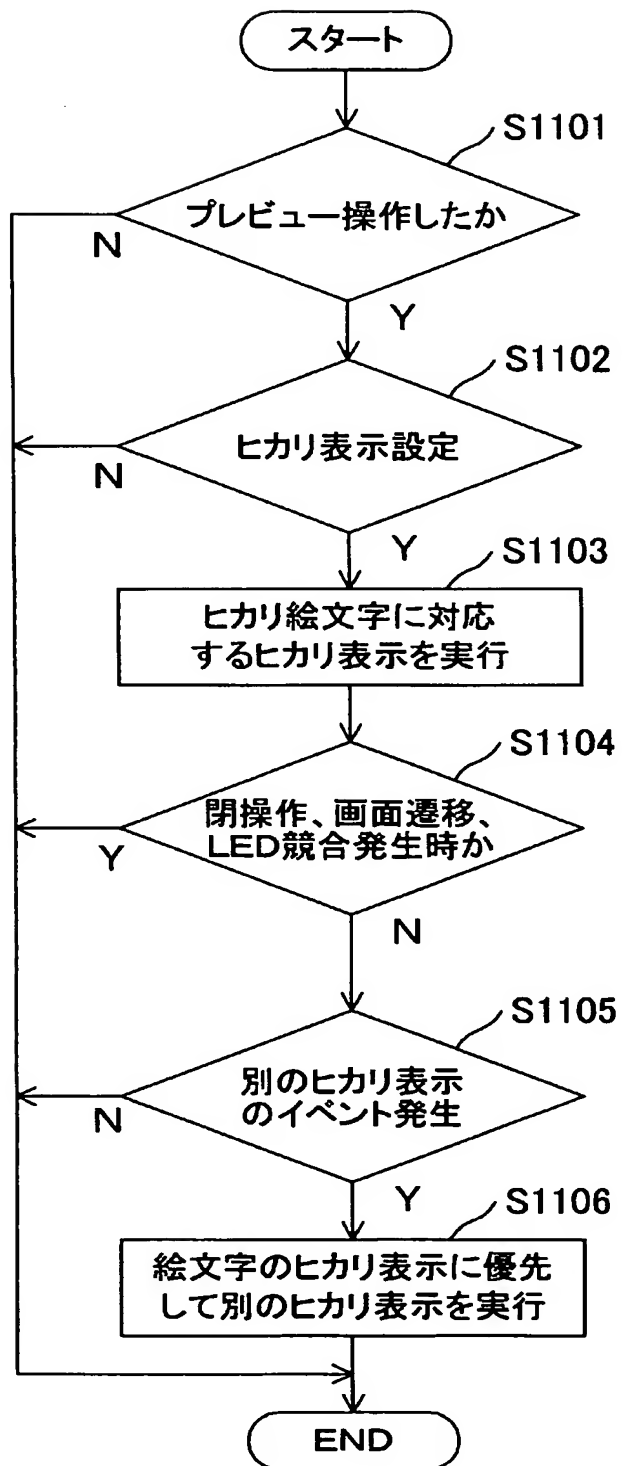 スタート
S1101
プレビュー操作したか
N
Y
S1102
ヒカリ表示設定
N
Y
S1103
ヒカリ絵文字に対応
するヒカリ表示を実行
S1104
閉操作、画面遷移、
LED競合発生時か
Y
N
S1105
別のヒカリ表示
のイベント発生
N
Y
S1106
絵文字のヒカリ表示に優先
して別のヒカリ表示を実行
END